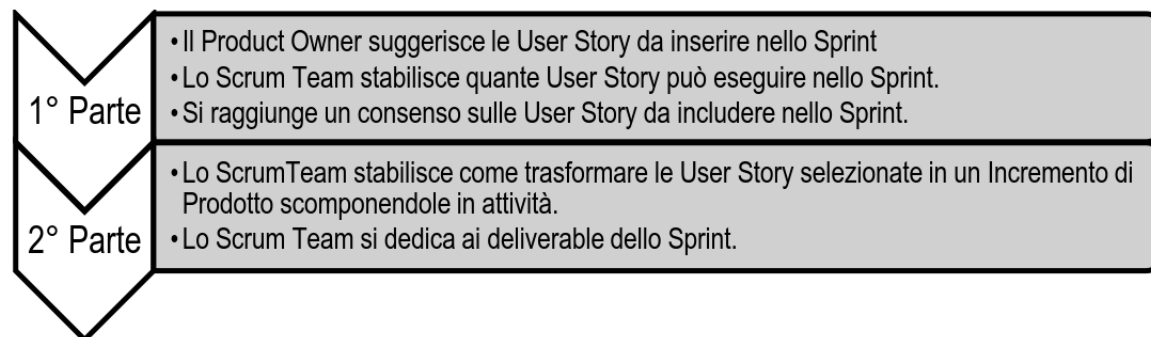 1° Parte
• Il Product Owner suggerisce le User Story da inserire nello Sprint
• Lo Scrum Team stabilisce quante User Story può eseguire nello Sprint.
• Si raggiunge un consenso sulle User Story da includere nello Sprint.
2° Parte
• Lo ScrumTeam stabilisce come trasformare le User Story selezionate in un Incremento di
Prodotto scomponendole in attività.
• Lo Scrum Team si dedica ai deliverable dello Sprint.